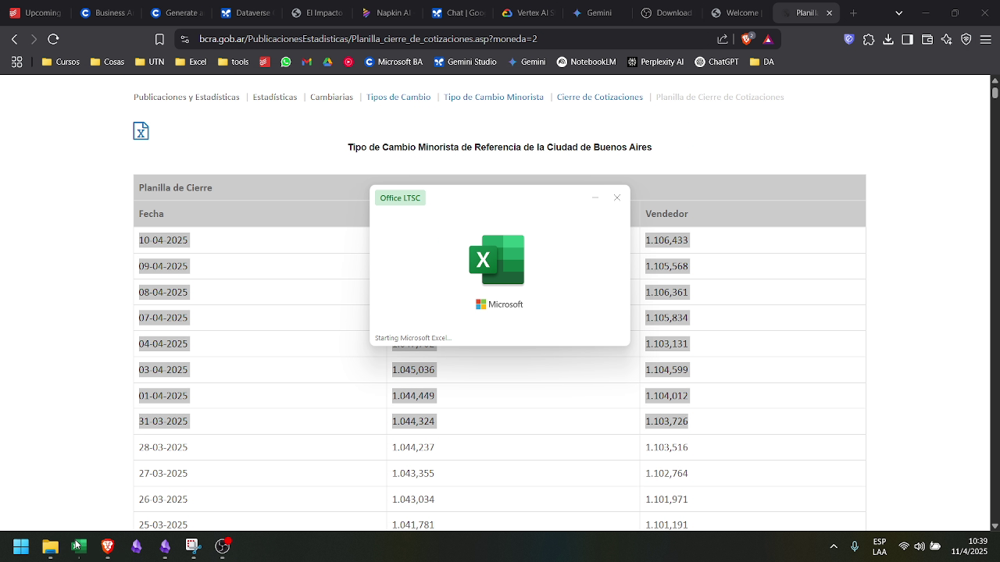 Upcoming
Business A
Generate a
Dataverse
El Impacto
Napkin AI
Chat | Goo
Vertex AI S
Gemini
Download
Welcome
Planill
bcra.gob.ar/PublicacionesEstadisticas/Planilla_cierre_de_cotizaciones.asp?moneda=2
2
Cursos
Cosas
UTN
Excel
tools
Microsoft BA
Gemini Studio
Gemini
NotebookLM
Perplexity AI
ChatGPT
DA
Publicaciones y Estadísticas | Estadísticas | Cambiarias | Tipos de Cambio | Tipo de Cambio Minorista | Cierre de Cotizaciones | Planilla de Cierre de Cotizaciones
Tipo de Cambio Minorista de Referencia de la Ciudad de Buenos Aires
Planilla de Cierre
Fecha Vendedor
10-04-2025 1.106,433
09-04-2025 1.105,568
08-04-2025 1.106,361
07-04-2025 1.105,834
04-04-2025 1.103,131
03-04-2025 1.045,036 1.104,599
01-04-2025 1.044,449 1.104,012
31-03-2025 1.044,324 1.103,726
28-03-2025 1.044,237 1.103,516
27-03-2025 1.043,355 1.102,764
26-03-2025 1.043,034 1.101,971
25-03-2025 1.041,781 1.101,191
Office LTSC
X
Microsoft
Starting Microsoft Excel...
ESP
LAA
10:39
11/4/2025